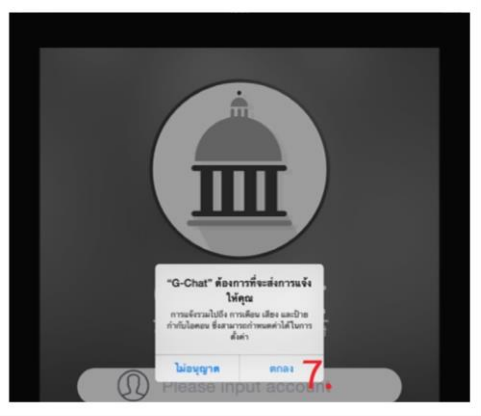 “G-Chat” ต้องการที่จะส่งการแจ้ง
ให้คุณ
การแจ้งรวมไปถึง การเตือน เสียง และป้าย
กำกับไอคอน ซึ่งสามารถกำหนดค่าได้ในการ
ตั้งค่า
ไม่อนุญาต ตกลง 7.
Please input account